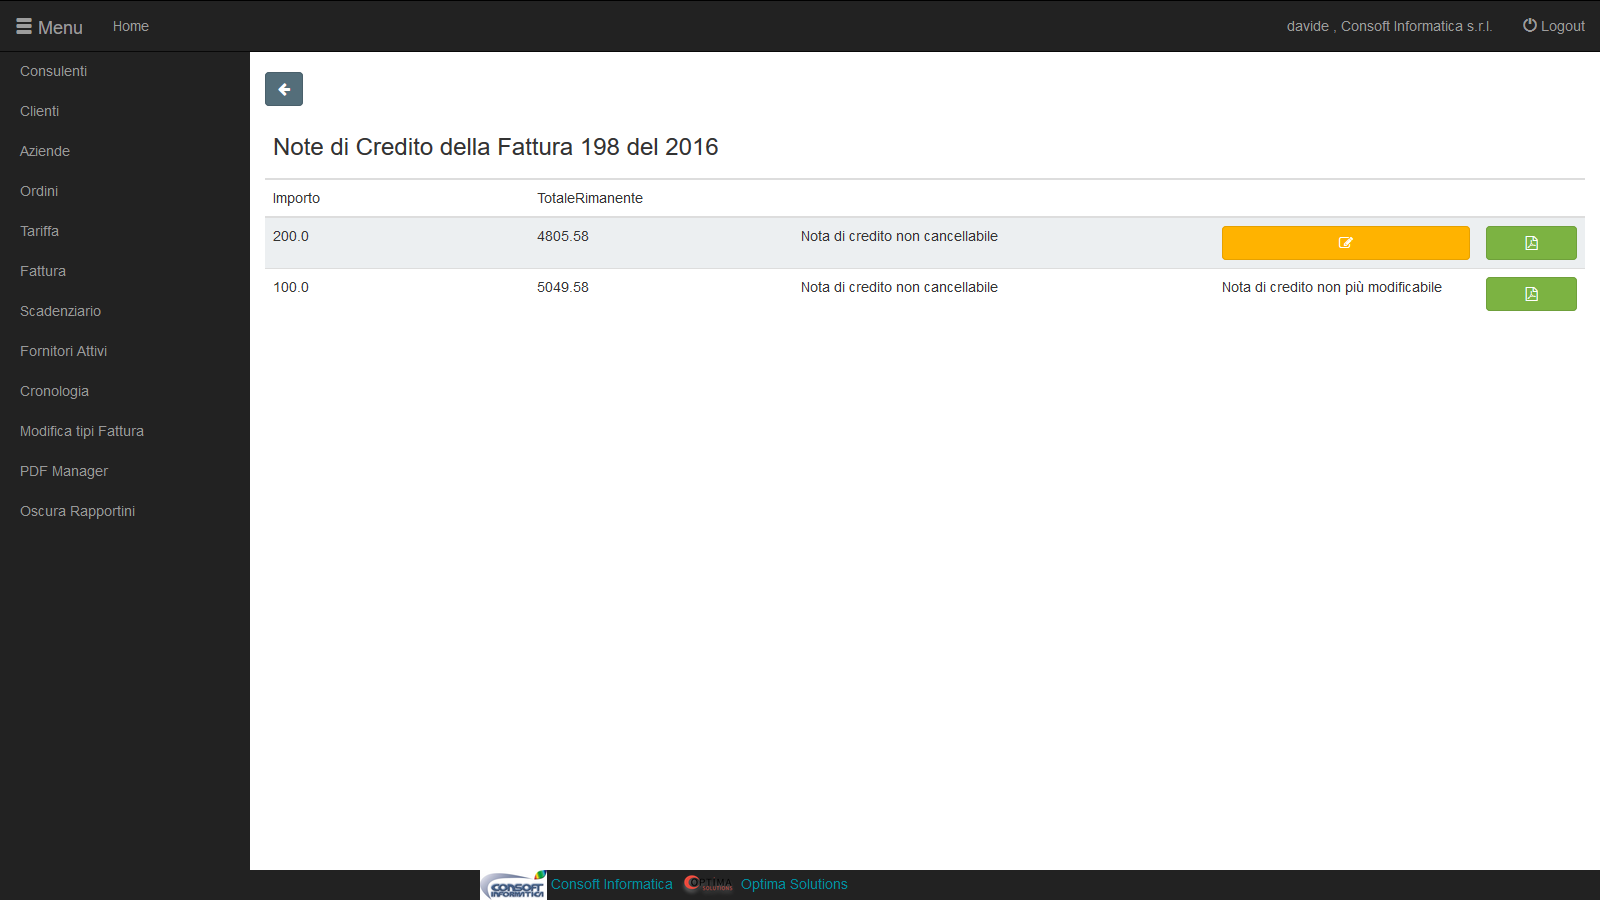 Menu Home davide , Consoft Informatica s.r.l. Logout
Consulenti
Clienti
Aziende
Ordini
Tariffa
Fattura
Scadenziario
Fornitori Attivi
Cronologia
Modifica tipi Fattura
PDF Manager
Oscura Rapportini
Note di Credito della Fattura 198 del 2016
Importo TotaleRimanente
200.0 4805.58 Nota di credito non cancellabile
100.0 5049.58 Nota di credito non cancellabile Nota di credito non più modificabile
CONSOFT
INFORMATICA
Consoft Informatica
OPTIMA
SOLUTIONS
Optima Solutions